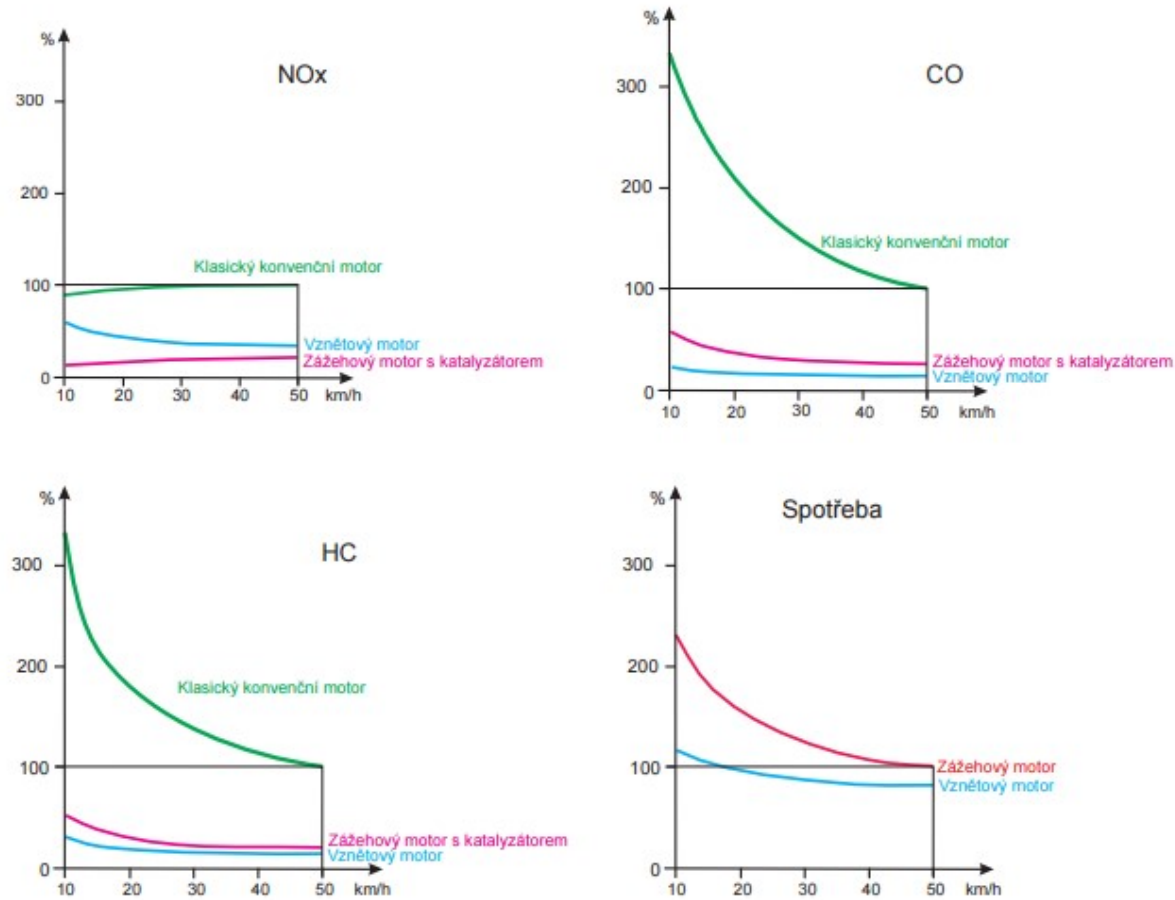 %
NOx
300
200
Klasický konvenční motor
100
Vznětový motor
Zážehový motor s katalyzátorem
0
10 20 30 40 50 km/h
%
CO
300
200
Klasický konvenční motor
100
Zážehový motor s katalyzátorem
Vznětový motor
0
10 20 30 40 50 km/h
%
HC
300
200
Klasický konvenční motor
100
Zážehový motor s katalyzátorem
Vznětový motor
0
10 20 30 40 50 km/h
%
Spotřeba
300
200
100
Zážehový motor
Vznětový motor
0
10 20 30 40 50 km/h